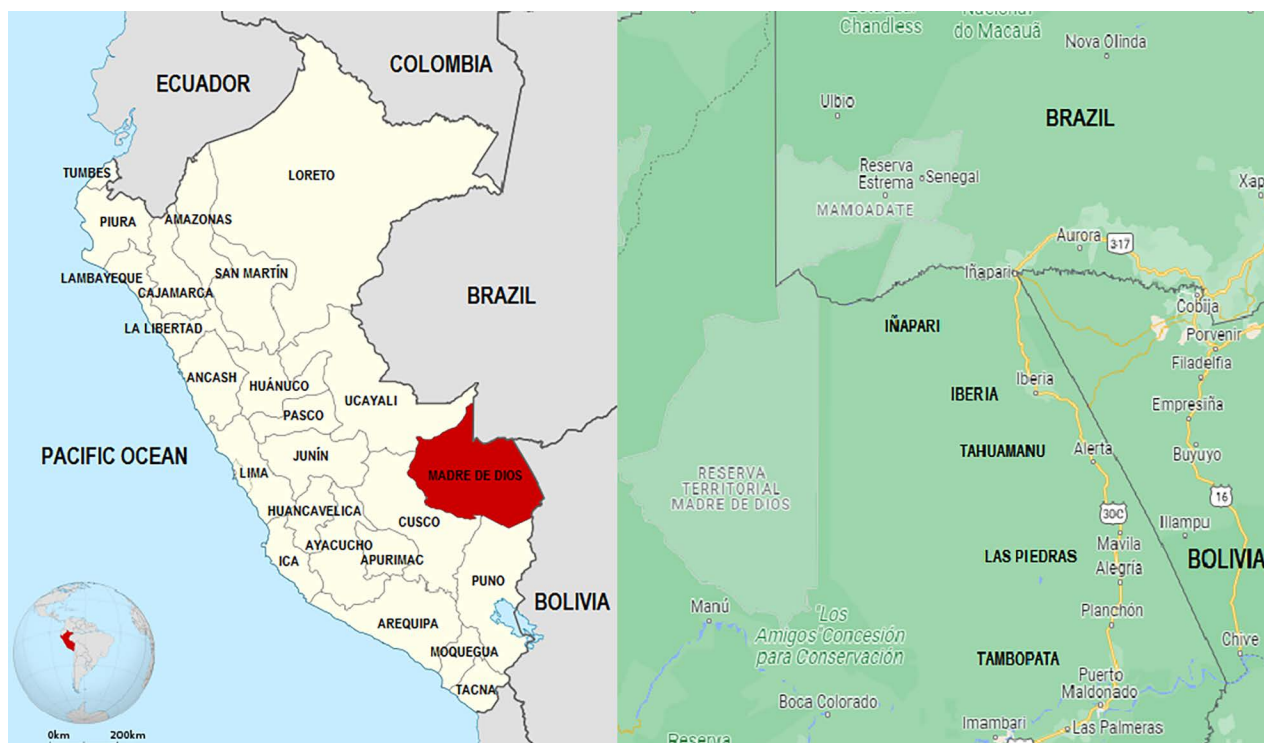 ECUADOR
COLOMBIA
TUMBES
LORETO
PIURA
AMAZONAS
LAMBAYEQUE
SAN MARTÍN
CAJAMARCA
BRAZIL
LA LIBERTAD
ANCASH
HUÁNUCO
UCAYALI
PASCO
PACIFIC OCEAN
JUNÍN
LIMA
MADRE DE DIOS
HUANCAVELICA
CUSCO
AYACUCHO
ICA
APURIMAC
PUNO
BOLIVIA
AREQUIPA
MOQUEGUA
TACNA
0km 200km
Chandless
Nacional
do Macauã
Nova Olinda
Ulbio
BRAZIL
Reserva
Estrema
Senegal
Xap
MAMOADATE
Aurora
317
Iñapari
Cobija
IÑAPARI
Porvenir
Filadelfia
Iberia
IBERIA
Empresiña
TAHUAMANU
Alerta
Buyuyo
RESERVA
TERRITORIAL
MADRE DE DIOS
16
30C
Illampu
Mavila
LAS PIEDRAS
Alegria
BOLIVIA
Manú
'Los
Amigos'Concesión
para Conservación
Planchón
Chive
TAMBOPATA
Puerto
Maldonado
Boca Colorado
Imambari
Las Palmeras
Reserva